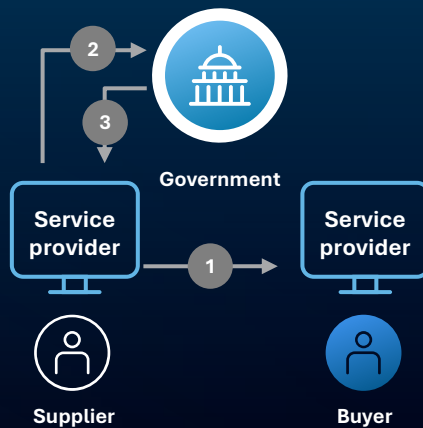 2
3
Government
Service
provider
Service
provider
1
Supplier
Buyer